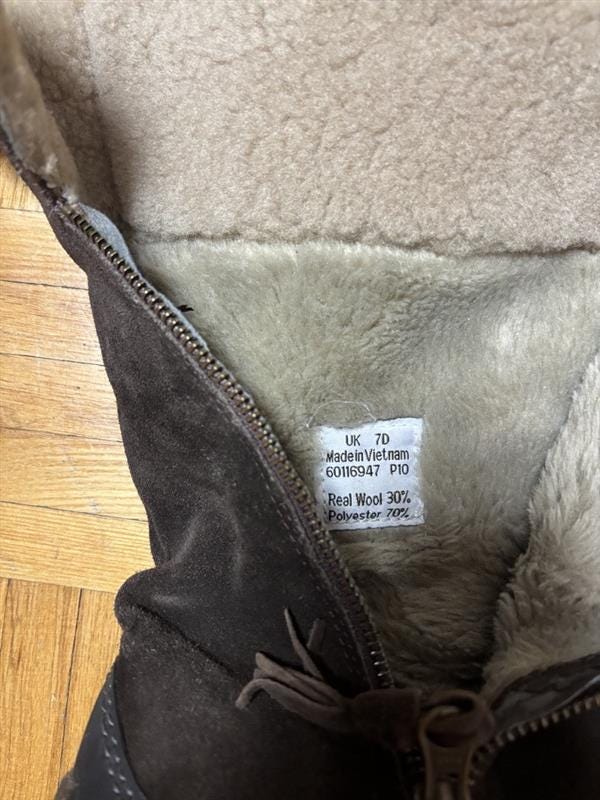 UK 7D
Made in Vietnam
60116947 P10
Real Wool 30%
Polyester 70%